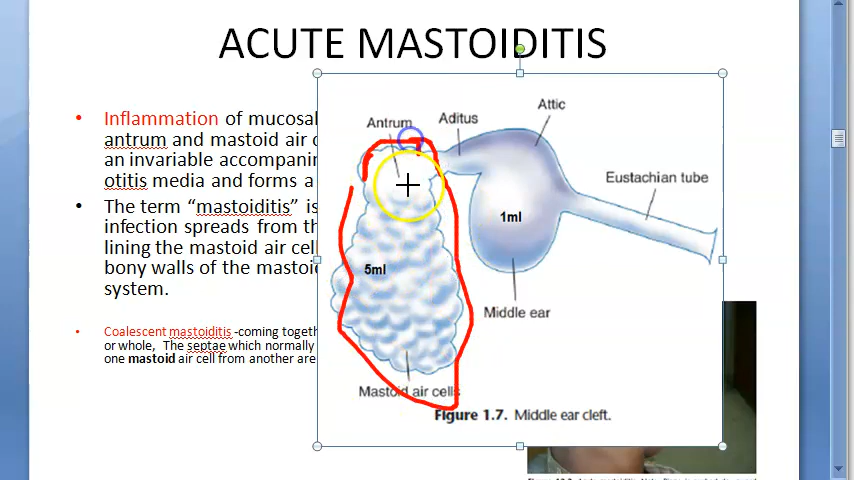 ACUTE MASTOIDITIS
• Inflammation of mucosal
antrum and mastoid air c
an invariable accompanim
otitis media and forms a
• The term “mastoiditis” is
infection spreads from th
lining the mastoid air cel
bony walls of the mastoid
system.
• Coalescent mastoiditis -coming togeth
or whole, The septae which normally
one mastoid air cell from another are
Antrum
Aditus
Attic
Eustachian tube
1ml
5ml
Middle ear
Mastoid air cells
Figure 1.7. Middle ear cleft.